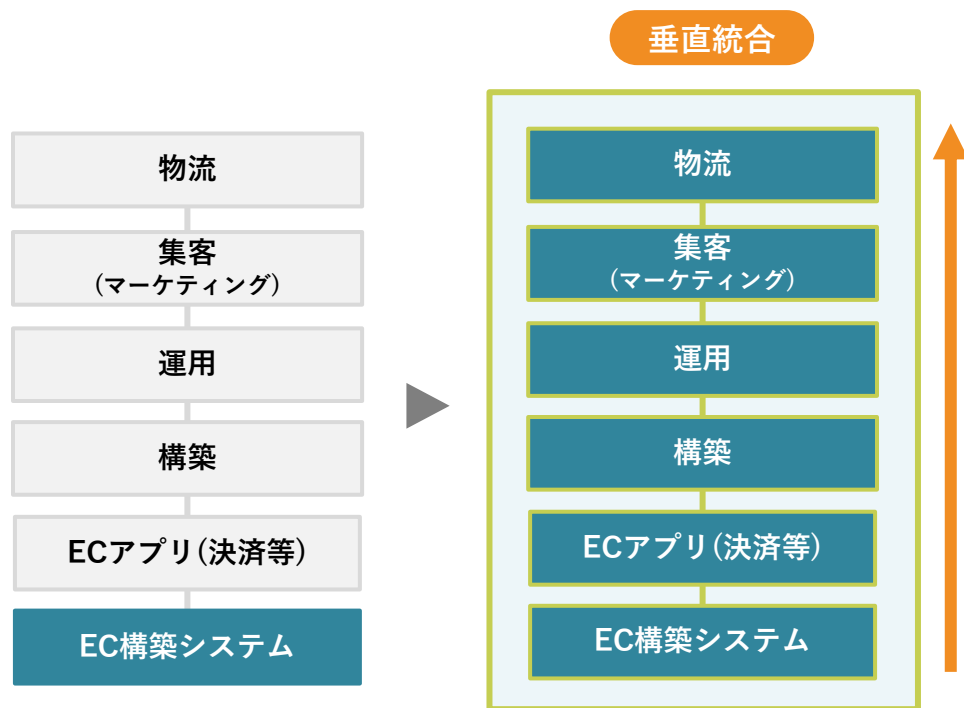 垂直統合
物流
集客
(マーケティング)
運用
構築
ECアプリ(決済等)
EC構築システム
物流
集客
(マーケティング)
運用
構築
ECアプリ(決済等)
EC構築システム